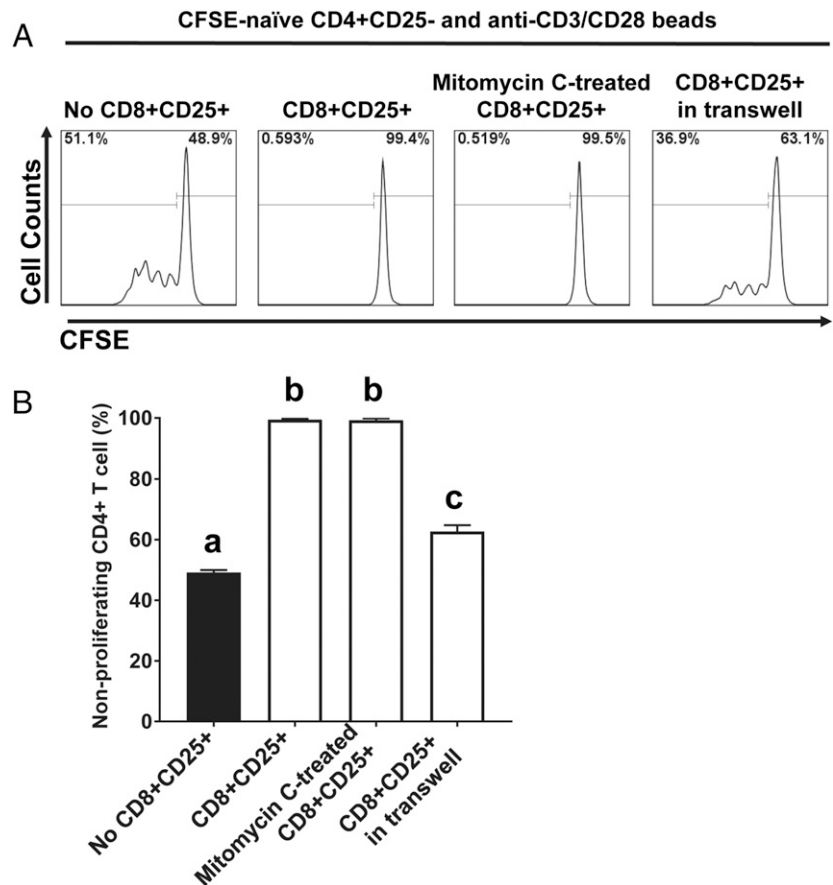 A
CFSE-naïve CD4+CD25- and anti-CD3/CD28 beads
No CD8+CD25+
CD8+CD25+
Mitomycin C-treated
CD8+CD25+
CD8+CD25+
in transwell
51.1% 48.9%
0.593% 99.4%
0.519% 99.5%
36.9% 63.1%
Cell Counts
CFSE
B
Non-proliferating CD4+ T cell (%)
100
80
60
40
20
0
a
b
b
c
No CD8+CD25+
CD8+CD25+
Mitomycin C-treated
CD8+CD25+
CD8+CD25+
in transwell